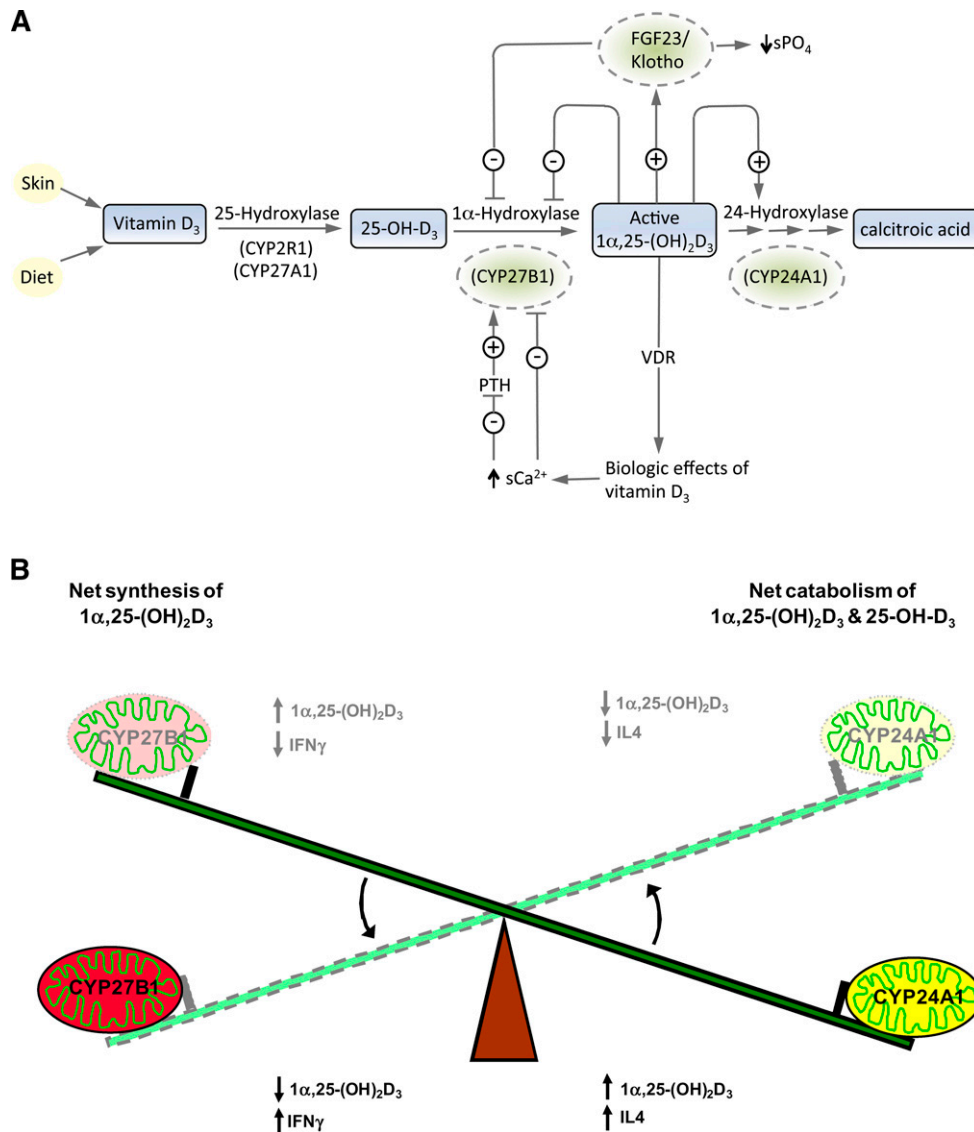 A
FGF23/
Klotho
↓sPO₄
-
-
+
+
Skin
Diet
Vitamin D₃
25-Hydroxylase
(CYP2R1)
(CYP27A1)
25-OH-D₃
1α-Hydroxylase
(CYP27B1)
Active
1α,25-(OH)₂D₃
24-Hydroxylase
(CYP24A1)
calcitroic acid
+
-
PTH
-
VDR
↑ sCa²⁺
Biologic effects of
vitamin D₃
B
Net synthesis of
1α,25-(OH)₂D₃
Net catabolism of
1α,25-(OH)₂D₃ & 25-OH-D₃
CYP27B1
↑ 1α,25-(OH)₂D₃
↓ IFNγ
↓ 1α,25-(OH)₂D₃
↓ IL4
CYP24A1
CYP27B1
CYP24A1
↓ 1α,25-(OH)₂D₃
↑ IFNγ
↑ 1α,25-(OH)₂D₃
↑ IL4